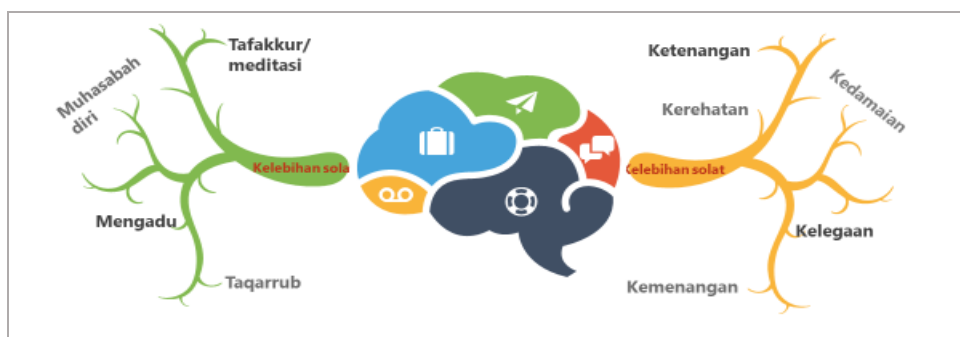 Tafakkur/
meditasi
Muhasabah
diri
Kelebihan sola
Mengadu
Taqarrub
Ketenangan
Kedamaian
Kerehatan
Kelebihan solat
Kelegaan
Kemenangan